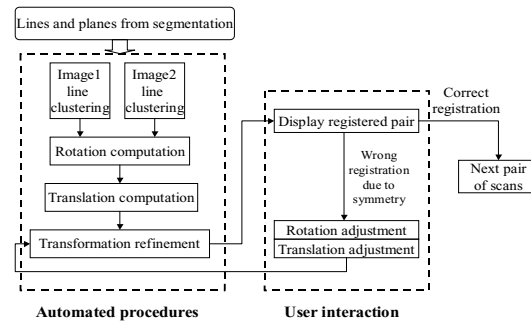 Lines and planes from segmentation
Image1
line
clustering
Image2
line
clustering
Rotation computation
Translation computation
Transformation refinement
Automated procedures
Display registered pair
Wrong
registration
due to
symmetry
Rotation adjustment
Translation adjustment
User interaction
Correct
registration
Next pair
of scans